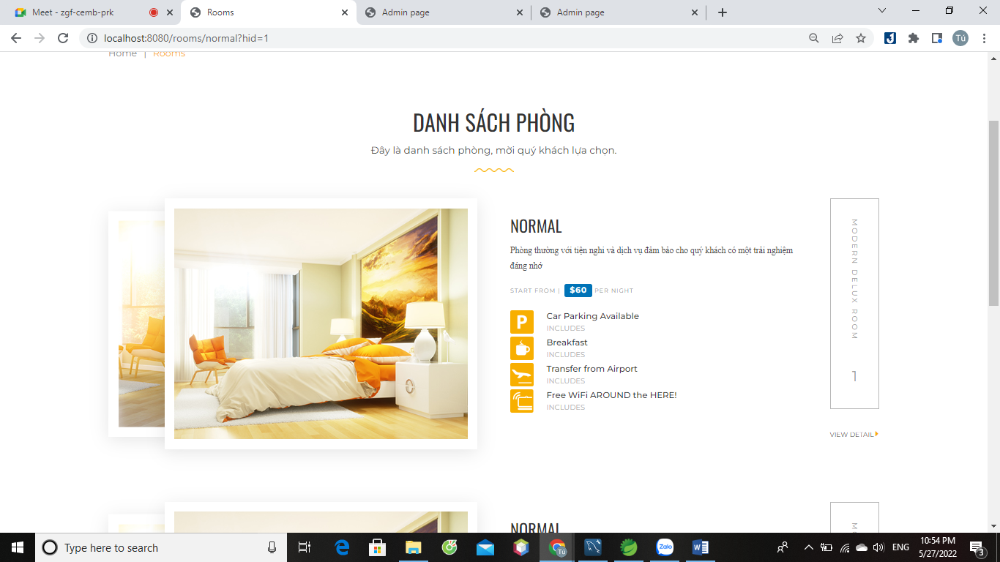 Meet - zgf-cemb-prk
Rooms
Admin page
Admin page
localhost:8080/rooms/normal?hid=1
Tú
Home | Rooms
DANH SÁCH PHÒNG
Đây là danh sách phòng, mời quý khách lựa chọn.
NORMAL
Phòng thường với tiện nghi và dịch vụ đảm bảo cho quý khách có một trải nghiệm
đáng nhớ
START FROM | $60 PER NIGHT
P
Car Parking Available
INCLUDES
Breakfast
INCLUDES
Transfer from Airport
INCLUDES
Free WiFi AROUND the HERE!
INCLUDES
MODERN DELUX ROOM
1
VIEW DETAIL
NORMAL
Type here to search
Tú
Zalo
ENG
10:54 PM
5/27/2022
3